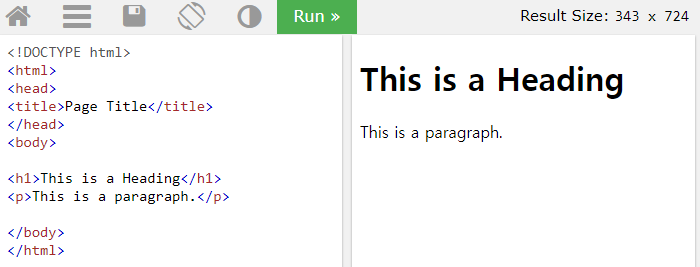 Run » Result Size: 343 x 724
<!DOCTYPE html>
<html>
<head>
<title>Page Title</title>
</head>
<body>
<h1>This is a Heading</h1>
<p>This is a paragraph.</p>
</body>
</html>
This is a Heading
This is a paragraph.